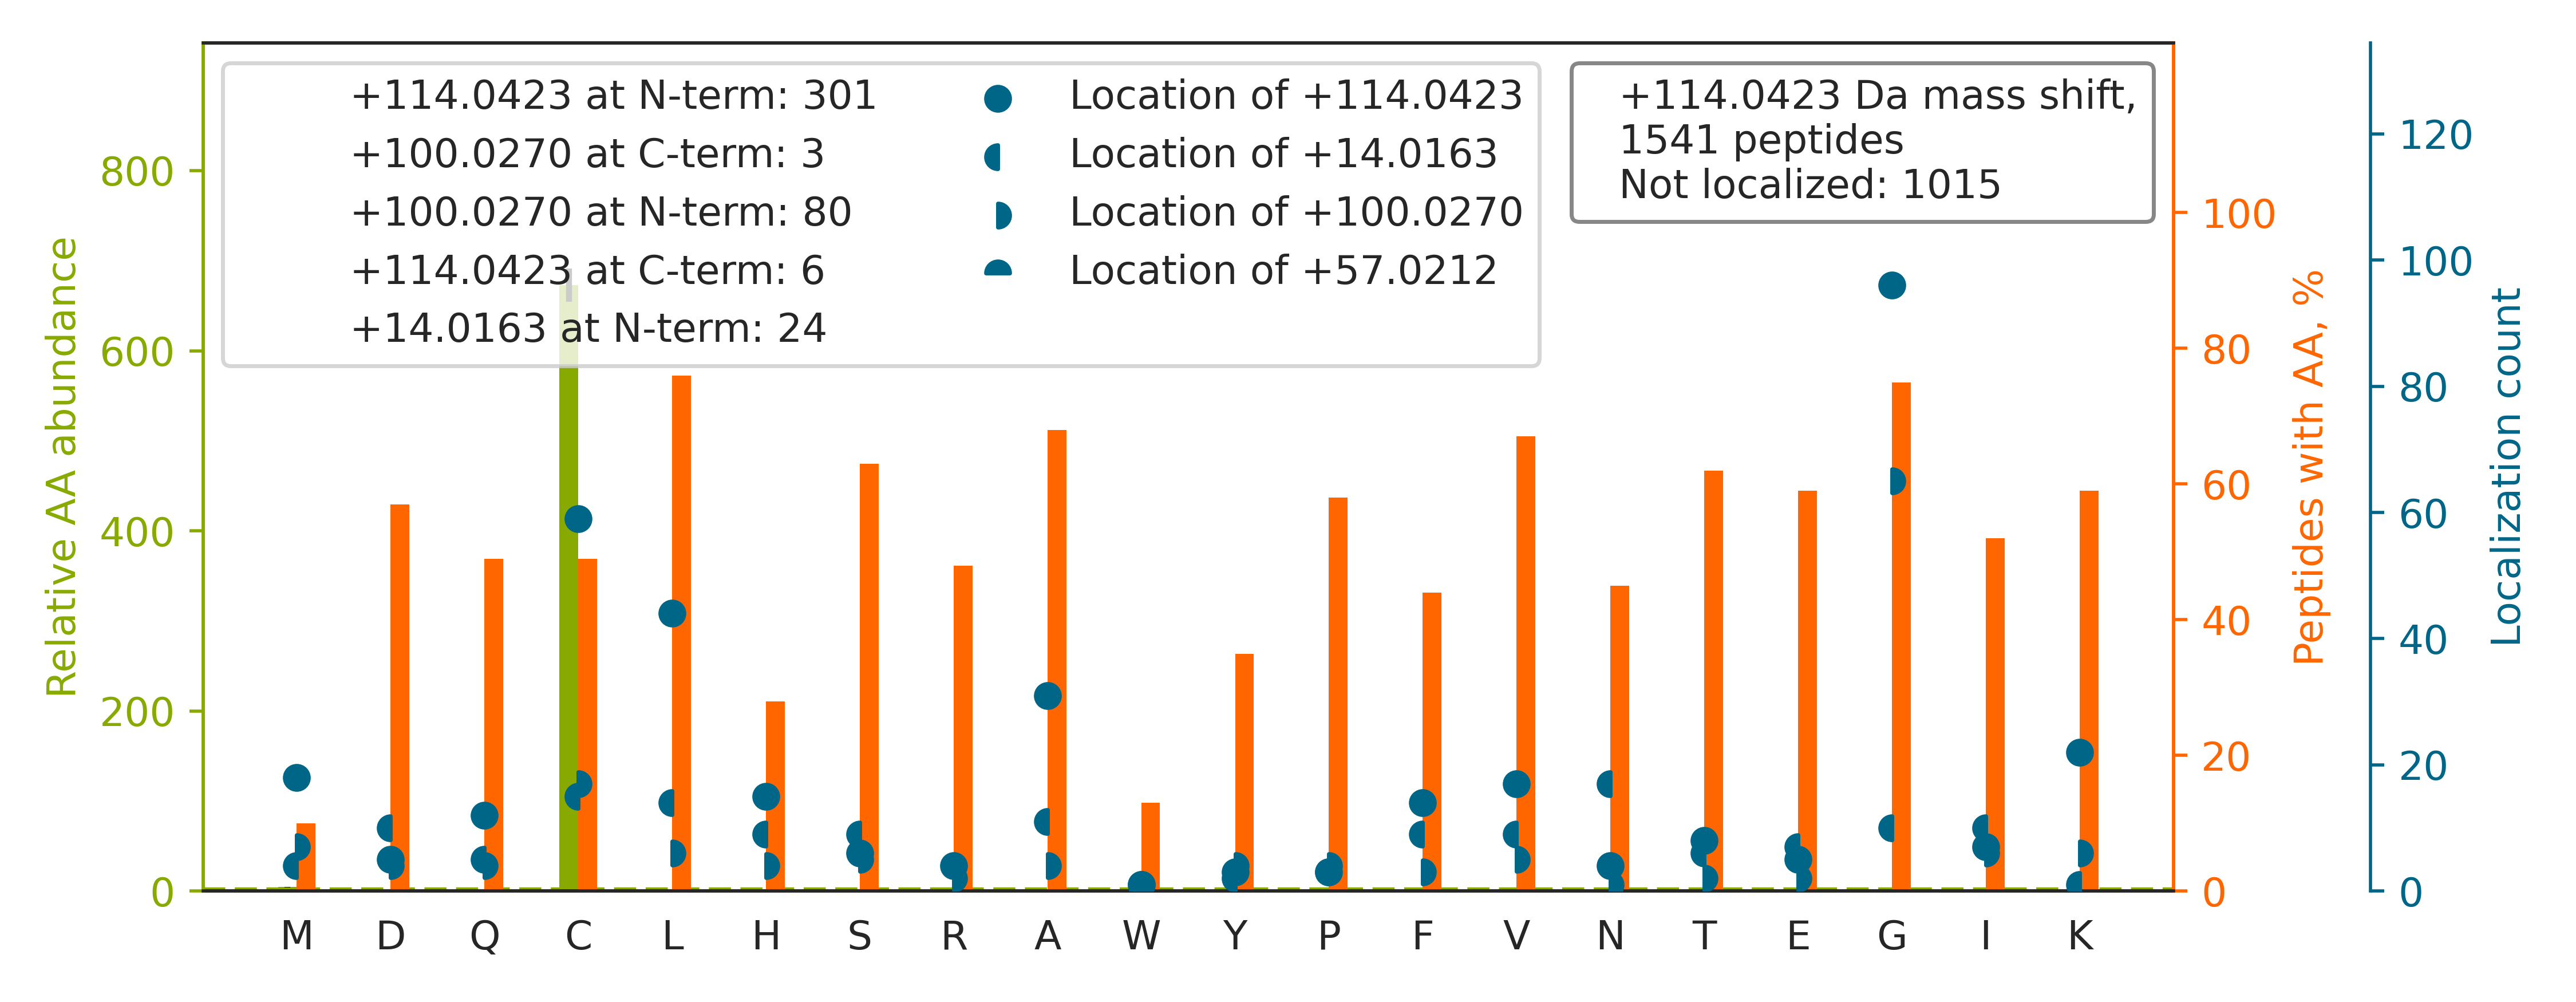 +114.0423 at N-term: 301
+100.0270 at C-term: 3
+100.0270 at N-term: 80
+114.0423 at C-term: 6
+14.0163 at N-term: 24
Location of +114.0423
Location of +14.0163
Location of +100.0270
Location of +57.0212
+114.0423 Da mass shift,
1541 peptides
Not localized: 1015
Relative AA abundance
800
600
400
200
0
100
80
60
40
20
0
Peptides with AA, %
120
100
80
60
40
20
0
Localization count
M D Q C L H S R A W Y P F V N T E G I K